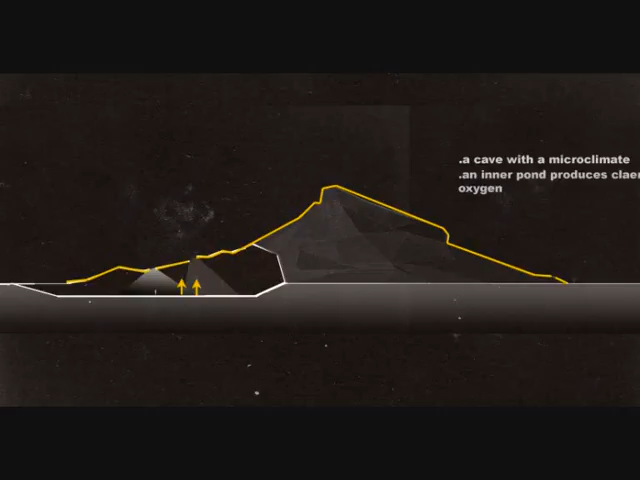 .a cave with a microclimate
.an inner pond produces claer
oxygen